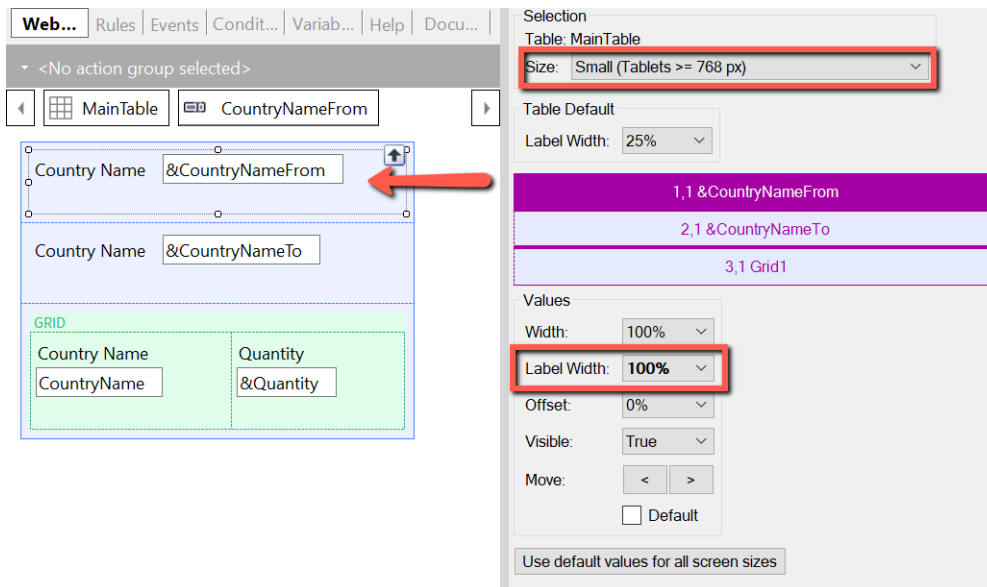 Web... Rules Events Condit... Variab... Help Docu...
<No action group selected>
MainTable CountryNameFrom
Country Name &CountryNameFrom
Country Name &CountryNameTo
GRID
Country Name Quantity
CountryName &Quantity
Selection
Table: MainTable
Size: Small (Tablets >= 768 px)
Table Default
Label Width: 25%
1,1 &CountryNameFrom
2,1 &CountryNameTo
3,1 Grid1
Values
Width: 100%
Label Width: 100%
Offset: 0%
Visible: True
Move: < >
Default
Use default values for all screen sizes